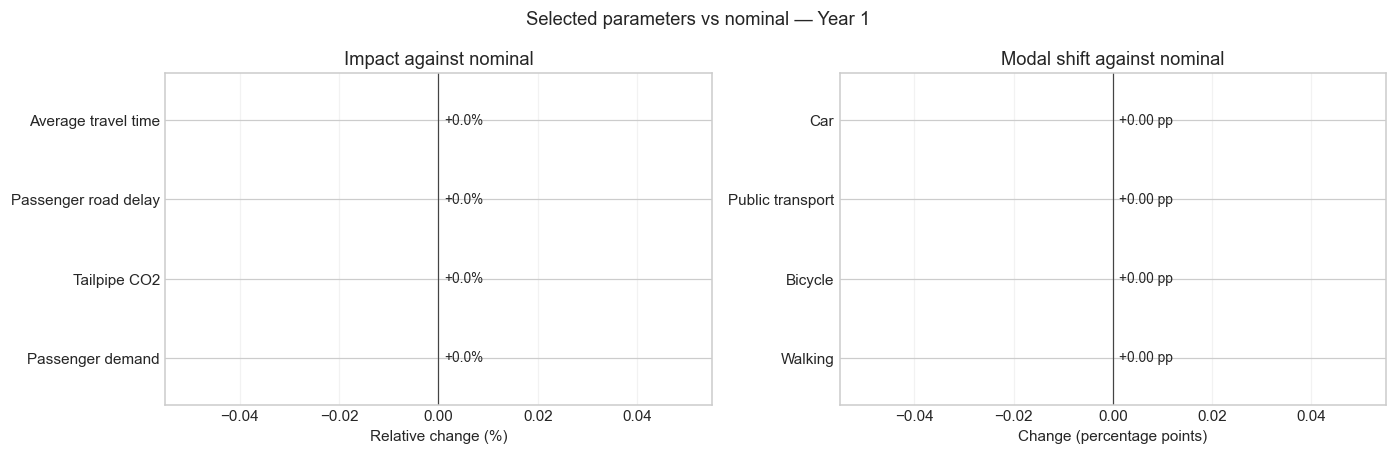 Selected parameters vs nominal — Year 1
Impact against nominal
Average travel time
+0.0%
Passenger road delay
+0.0%
Tailpipe CO2
+0.0%
Passenger demand
+0.0%
−0.04 −0.02 0.00 0.02 0.04
Relative change (%)
Modal shift against nominal
Car
+0.00 pp
Public transport
+0.00 pp
Bicycle
+0.00 pp
Walking
+0.00 pp
−0.04 −0.02 0.00 0.02 0.04
Change (percentage points)